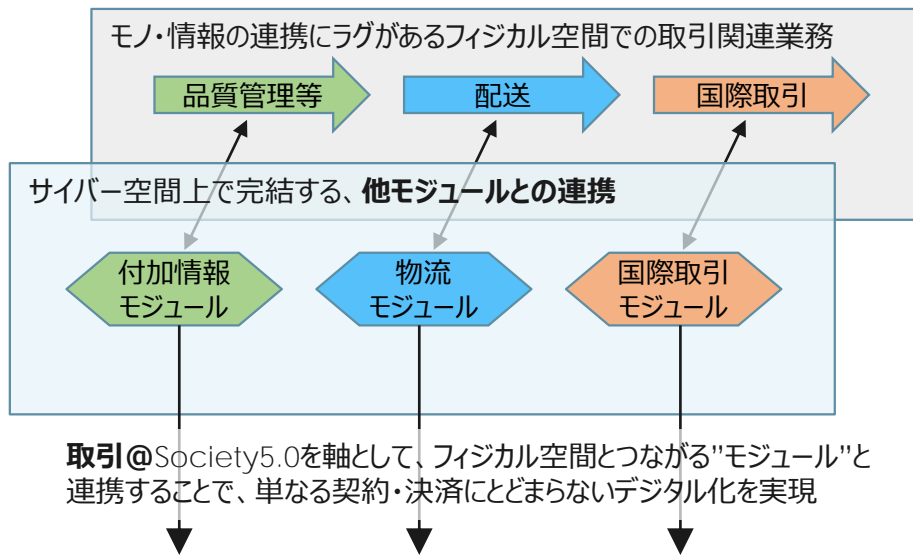 モノ・情報の連携にラグがあるフィジカル空間での取引関連業務
品質管理等
配送
国際取引
サイバー空間上で完結する、他モジュールとの連携
付加情報
モジュール
物流
モジュール
国際取引
モジュール
取引@Society5.0を軸として、フィジカル空間とつながる”モジュール”と
連携することで、単なる契約・決済にとどまらないデジタル化を実現